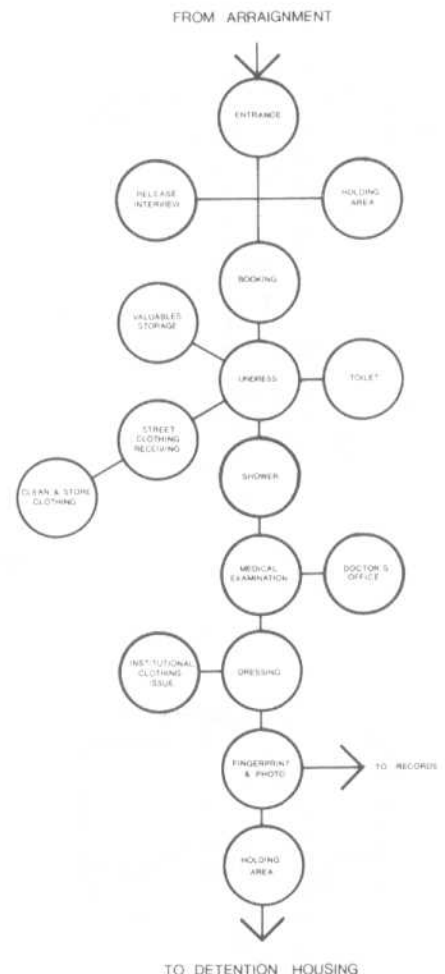 FROM ARRAIGNMENT
ENTRANCE
RELEASE
INTERVIEW
HOLDING
AREA
BOOKING
VALUABLES
STORAGE
UNDRESS
TOILET
STREET
CLOTHING
RECEIVING
SHOWER
CLEAN & STORE
CLOTHING
MEDICAL
EXAMINATION
DOCTOR'S
OFFICE
INSTITUTIONAL
CLOTHING
ISSUE
DRESSING
FINGERPRINT
& PHOTO
TO RECORDS
HOLDING
AREA
TO DETENTION HOUSING